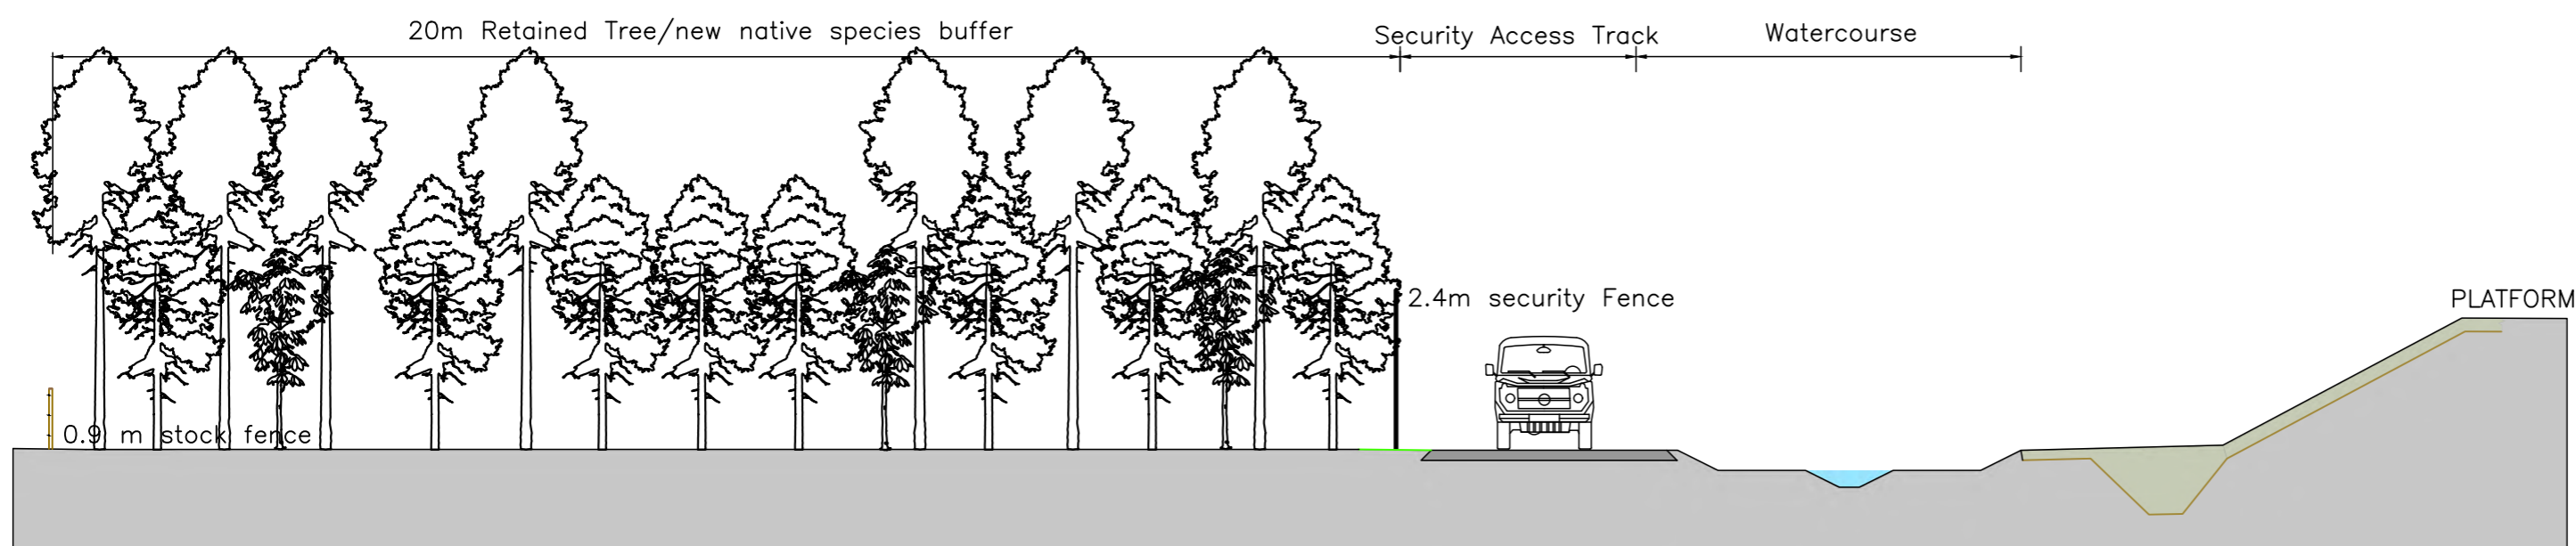 20m Retained Tree/new native species buffer
Security Access Track
Watercourse
2.4m security Fence
PLATFORM
0.9 m stock fence